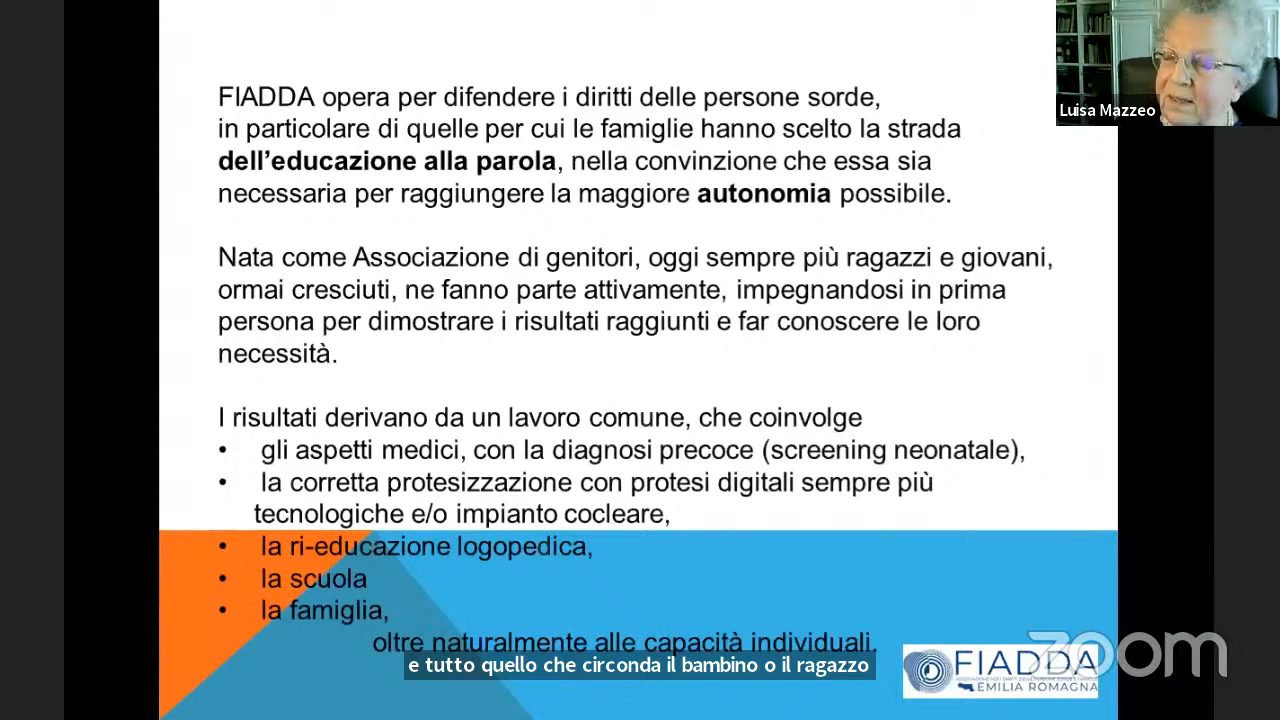 FIADDA opera per difendere i diritti delle persone sorde,
in particolare di quelle per cui le famiglie hanno scelto la strada
dell'educazione alla parola, nella convinzione che essa sia
necessaria per raggiungere la maggiore autonomia possibile.
Nata come Associazione di genitori, oggi sempre più ragazzi e giovani,
ormai cresciuti, ne fanno parte attivamente, impegnandosi in prima
persona per dimostrare i risultati raggiunti e far conoscere le loro
necessità.
I risultati derivano da un lavoro comune, che coinvolge
• gli aspetti medici, con la diagnosi precoce (screening neonatale),
• la corretta protesizzazione con protesi digitali sempre più
tecnologiche e/o impianto cocleare,
• la ri-educazione logopedica,
• la scuola
• la famiglia,
oltre naturalmente alle capacità individuali.
e tutto quello che circonda il bambino o il ragazzo
Luisa Mazzeo
FIADDA
EMILIA ROMAGNA
zoom